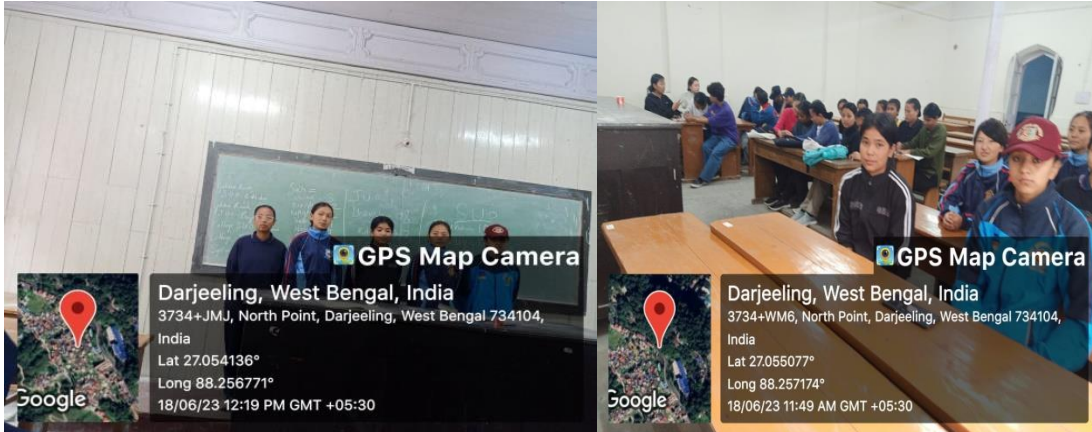 GPS Map Camera
Darjeeling, West Bengal, India
3734+JMJ, North Point, Darjeeling, West Bengal 734104,
India
Lat 27.054136°
Long 88.256771°
18/06/23 12:19 PM GMT +05:30
Google
GPS Map Camera
Darjeeling, West Bengal, India
3734+WM6, North Point, Darjeeling, West Bengal 734104,
India
Lat 27.055077°
Long 88.257174°
18/06/23 11:49 AM GMT +05:30
Google